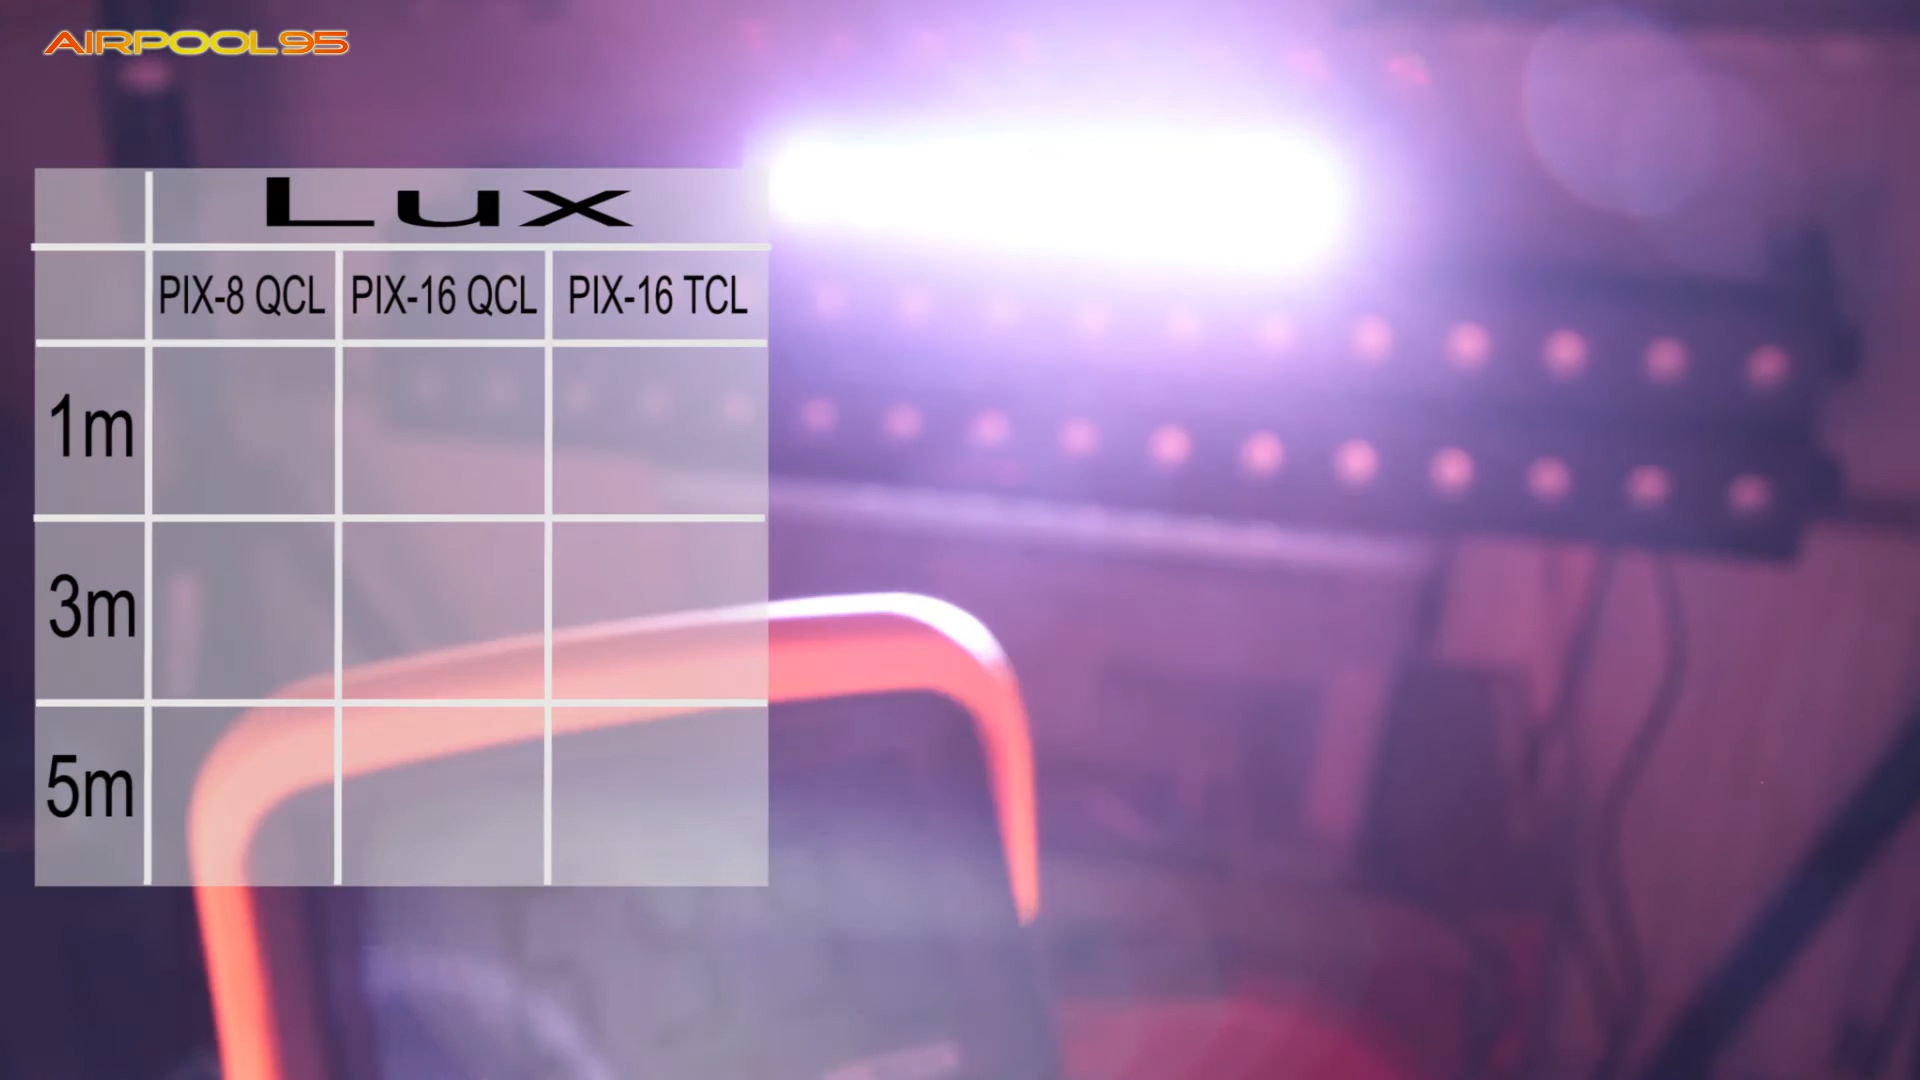 AIRPOOL95
Lux
PIX-8 QCL PIX-16 QCL PIX-16 TCL
1m
3m
5m